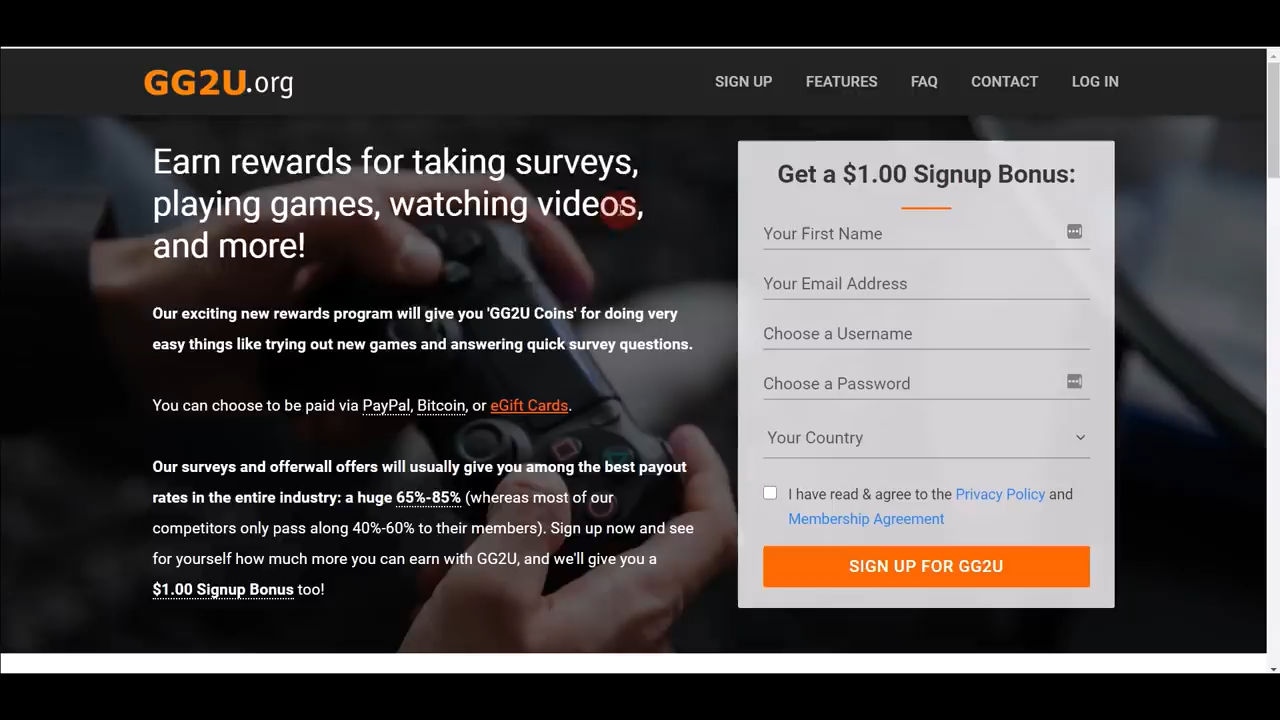 GG2U.org
SIGN UP
FEATURES
FAQ
CONTACT
LOG IN
Earn rewards for taking surveys,
playing games, watching videos,
and more!
Our exciting new rewards program will give you 'GG2U Coins' for doing very
easy things like trying out new games and answering quick survey questions.
You can choose to be paid via PayPal, Bitcoin, or eGift Cards.
Our surveys and offerwall offers will usually give you among the best payout
rates in the entire industry: a huge 65%-85% (whereas most of our
competitors only pass along 40%-60% to their members). Sign up now and see
for yourself how much more you can earn with GG2U, and we'll give you a
$1.00 Signup Bonus too!
Get a $1.00 Signup Bonus:
Your First Name
Your Email Address
Choose a Username
Choose a Password
Your Country
I have read & agree to the Privacy Policy and
Membership Agreement
SIGN UP FOR GG2U